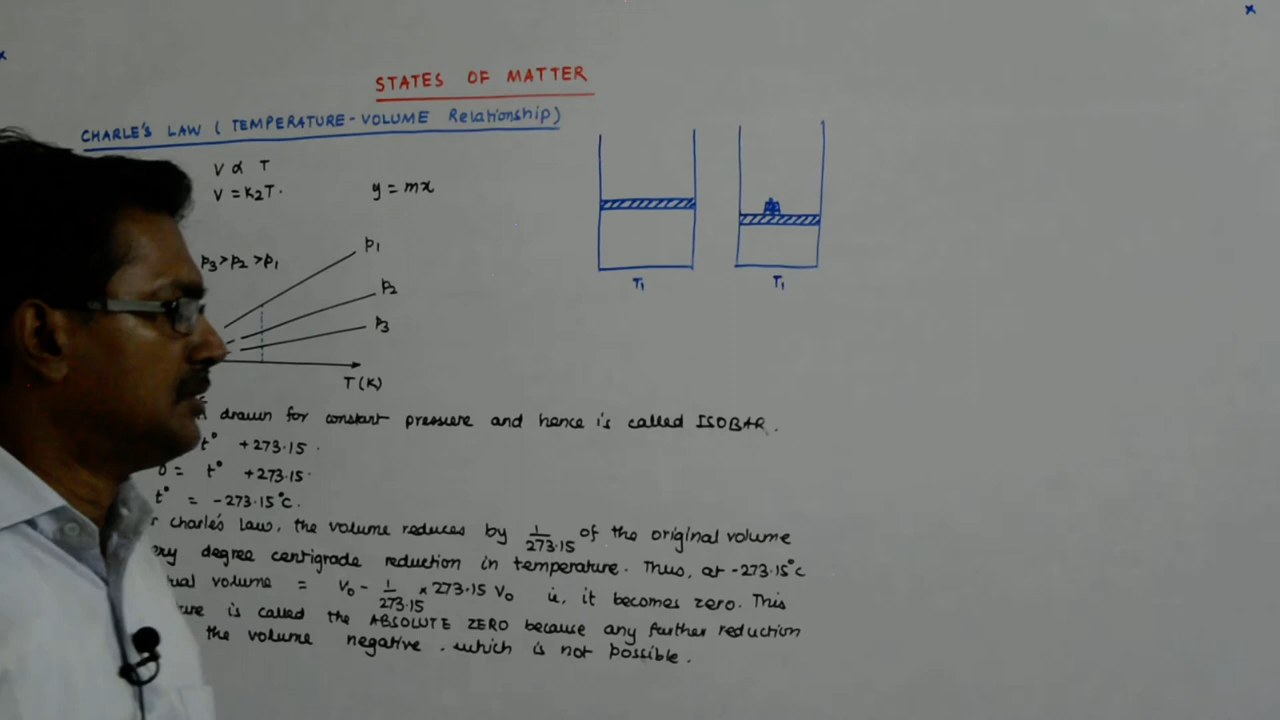 STATES OF MATTER
CHARLE'S LAW ( TEMPERATURE - VOLUME Relationship)
V α T
V = K2T.
y = mx
p3 > p2 > p1
p1
p2
p3
T (K)
T1
T1
drawn for constant pressure and hence is called ISOBAR.
t° + 273.15.
0 = t° + 273.15.
t° = -273.15°c.
charle's Law, the volume reduces by 1/273.15 of the original volume
degree centigrade reduction in temperature. Thus, at -273.15°c
volume = V0 - 1/273.15 × 273.15 V0 ie, it becomes zero. This
is called the ABSOLUTE ZERO because any further reduction
the volume negative. which is not possible.